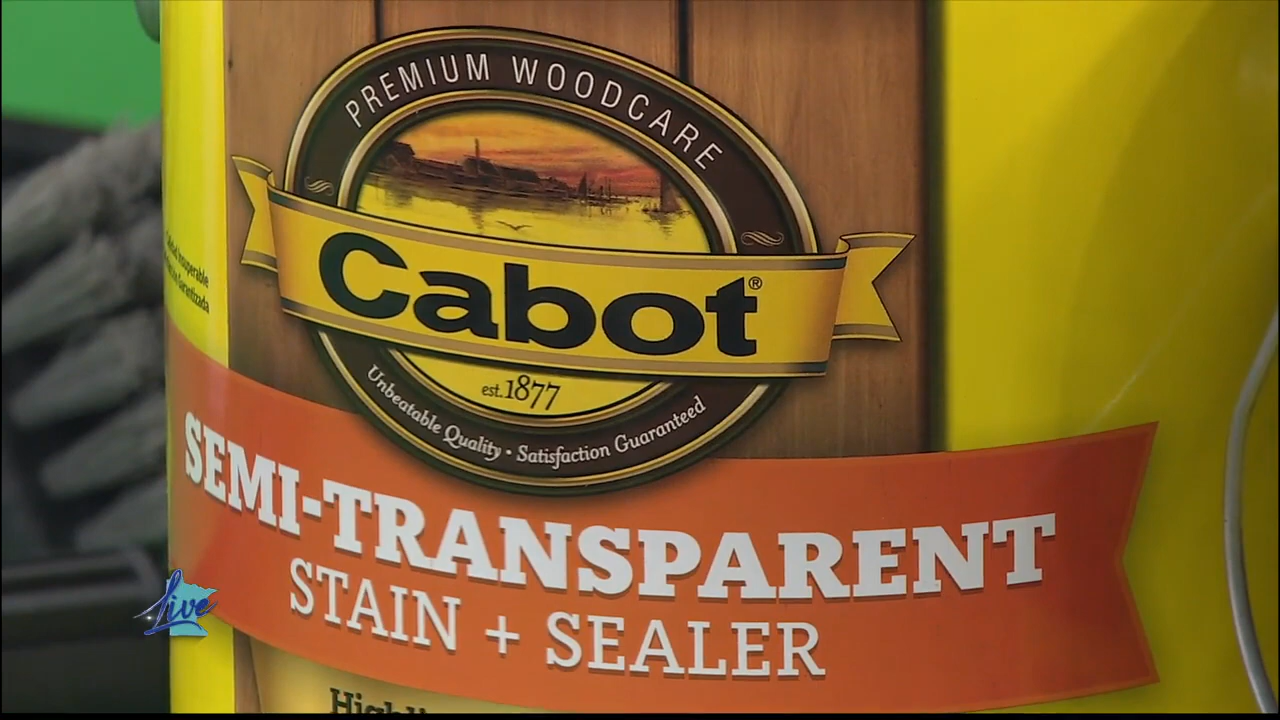 PREMIUM WOODCARE
Cabot®
est. 1877
Unbeatable Quality • Satisfaction Guaranteed
SEMI-TRANSPARENT
STAIN + SEALER
Live